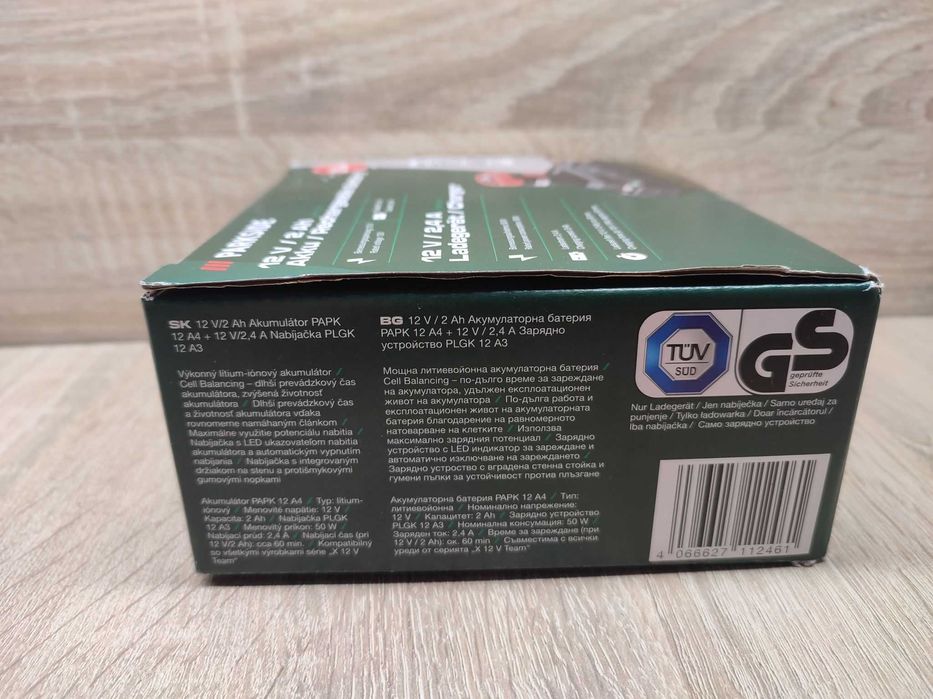 PARKSIDE
12 V / 2 Ah
12 V / 2,4 A
Ladegerät / Charger
SK 12 V/2 Ah Akumulátor PAPK
12 A4 + 12 V/2,4 A Nabíjačka PLGK
12 A3
Výkonný lítium-iónový akumulátor /
Cell Balancing – dlhší prevádzkový čas
akumulátora, zvýšená životnosť
akumulátora / Dlhší prevádzkový čas
a životnosť akumulátora vďaka
rovnomerne namáhaným článkom /
Maximálne využitie potenciálu nabitia /
Nabíjačka s LED ukazovateľom nabitia
akumulátora a automatickým vypnutím
nabíjania / Nabíjačka s integrovaným
držiakom na stenu a protišmykovými
gumovými nopkami
Akumulátor PAPK 12 A4 / Typ: lítium-
iónový / Menovité napätie: 12 V /
Kapacita: 2 Ah / Nabíjačka PLGK
12 A3 / Menovitý príkon: 50 W /
Nabíjací prúd: 2,4 A / Nabíjací čas (pri
12 V/2 Ah): cca 60 min. / Kompatibilný
so všetkými výrobkami série „X 12 V
Team“
BG 12 V / 2 Ah Акумулаторна батерия
PAPK 12 A4 + 12 V / 2,4 A Зарядно
устройство PLGK 12 A3
Мощна литиевойонна акумулаторна батерия /
Cell Balancing – по-дълго време за зареждане
на акумулатора, удължен експлоатационен
живот на акумулатора / По-дълга работа и
експлоатационен живот на акумулаторната
батерия благодарение на равномерното
натоварване на клетките / Използва
максимално зарядния потенциал / Зарядно
устройство с LED индикатор за зареждане и
автоматично изключване на зареждането /
Зарядно устроство с вградена стенна стойка и
гумени пъпки за устойчивост против плъзгане
Акумулаторна батерия PAPK 12 A4 / Тип:
литиевойонна / Номинално напрежение:
12 V / Капацитет: 2 Ah / Зарядно устройство
PLGK 12 A3 / Номинална консумация: 50 W /
Заряден ток: 2,4 A / Време за зареждане (при
12 V / 2 Ah): ок. 60 min / Съвместима с всички
уреди от серията „X 12 V Team“
TÜV
SUD
GS
geprüfte
Sicherheit
Nur Ladegerät / Jen nabíječka / Samo uređaj za
punjenje / Tylko ładowarka / Doar încărcătorul /
Iba nabíjačka / Само зарядно устройство
4 066627 112461